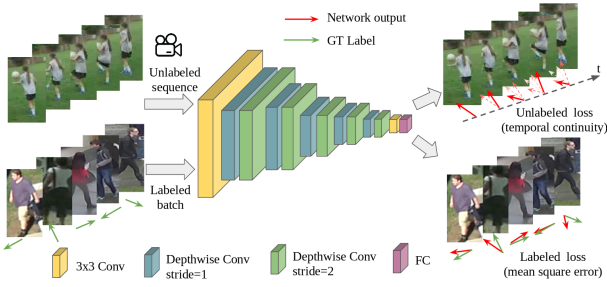 Network output
GT Label
Unlabeled
sequence
t
Unlabeled loss
(temporal continuity)
Labeled
batch
3x3 Conv
Depthwise Conv
stride=1
Depthwise Conv
stride=2
FC
Labeled loss
(mean square error)